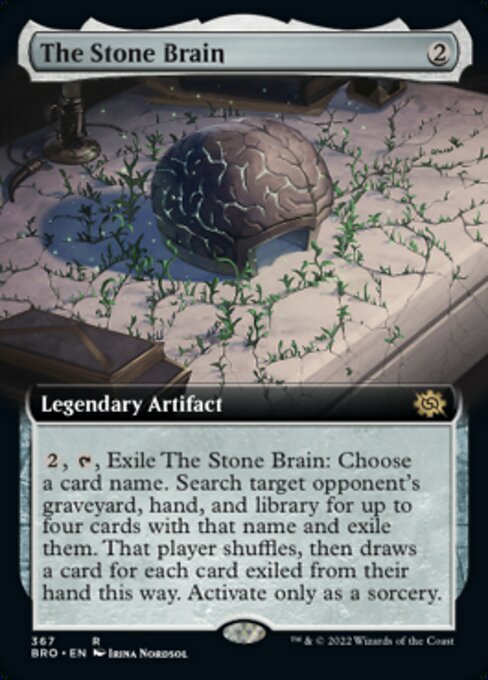 The Stone Brain 2
Legendary Artifact
2, T, Exile The Stone Brain: Choose
a card name. Search target opponent's
graveyard, hand, and library for up to
four cards with that name and exile
them. That player shuffles, then draws
a card for each card exiled from their
hand this way. Activate only as a sorcery.
367 R
BRO • EN Irina Nordsol
™ & © 2022 Wizards of the Coast